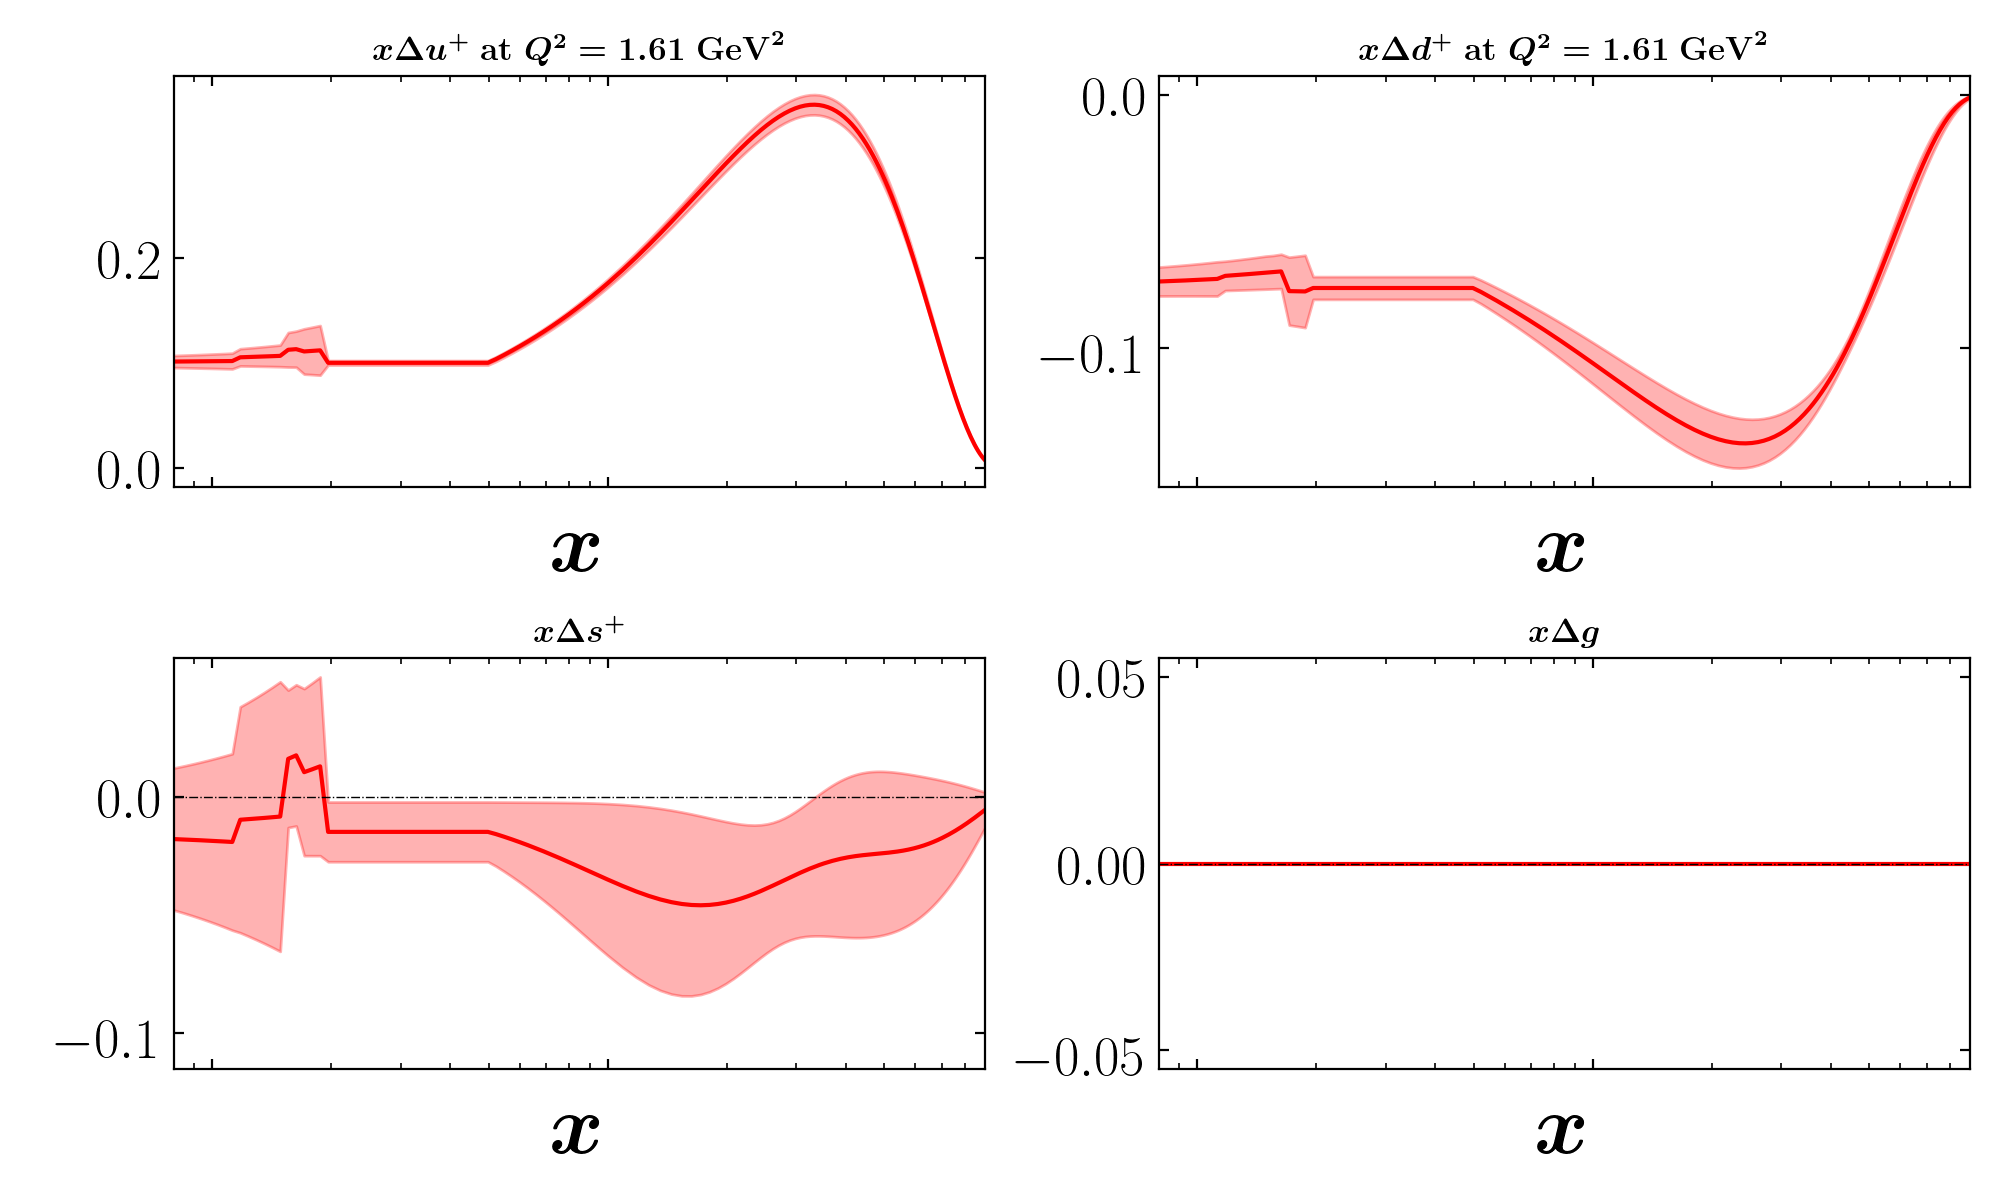 xΔu⁺ at Q² = 1.61 GeV²
0.2
0.0
x
xΔd⁺ at Q² = 1.61 GeV²
0.0
−0.1
x
xΔs⁺
0.0
−0.1
x
xΔg
0.05
0.00
−0.05
x